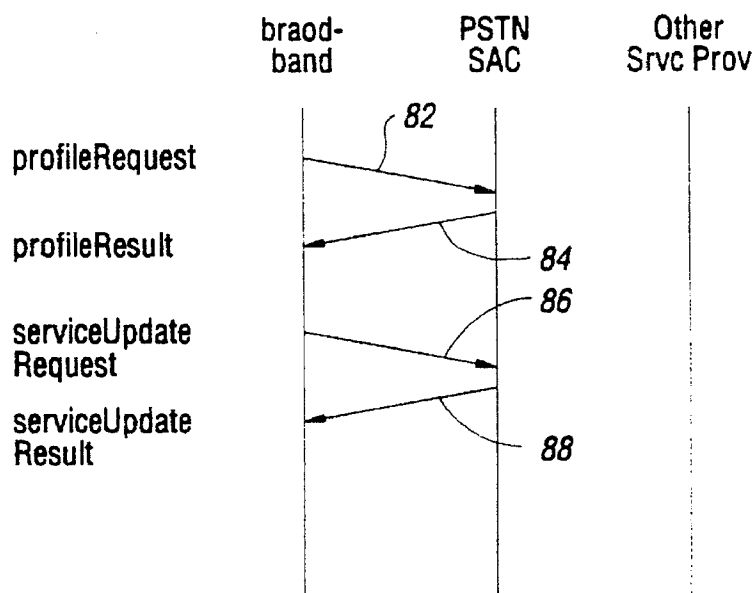 braod-
band
PSTN
SAC
Other
Srvc Prov
82
profileRequest
profileResult
84
86
serviceUpdate
Request
serviceUpdate
Result
88